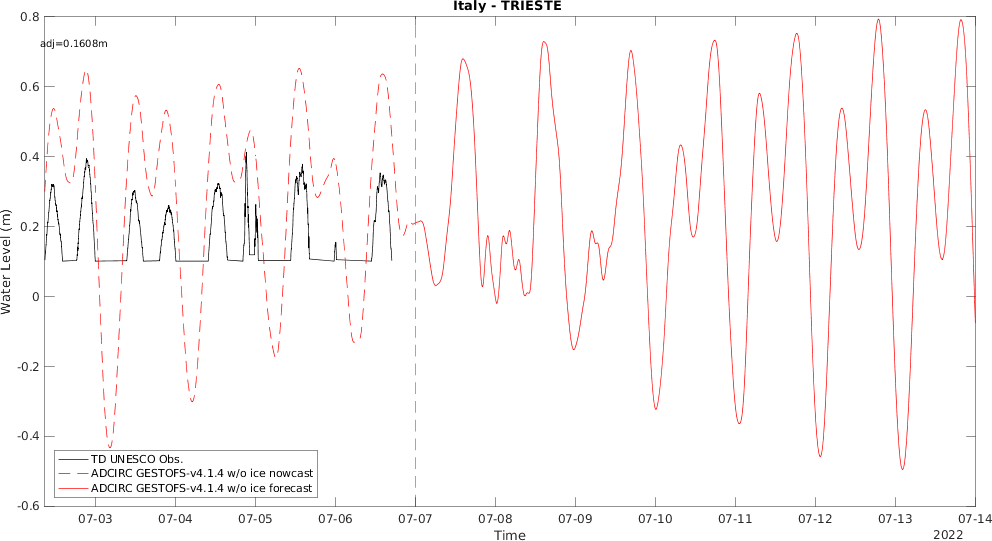 Italy - TRIESTE
adj=0.1608m
0.8
0.6
0.4
0.2
0
-0.2
-0.4
-0.6
Water Level (m)
TD UNESCO Obs.
ADCIRC GESTOFS-v4.1.4 w/o ice nowcast
ADCIRC GESTOFS-v4.1.4 w/o ice forecast
07-03 07-04 07-05 07-06 07-07 07-08 07-09 07-10 07-11 07-12 07-13 07-14
Time
2022